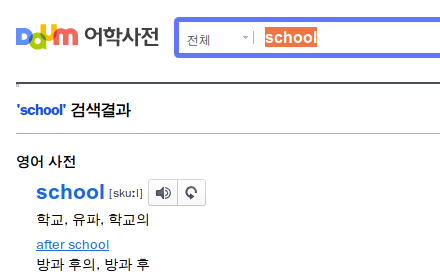 Daum 어학사전
전체 school
'school' 검색결과
영어 사전
school [skuːl]
학교, 유파, 학교의
after school
방과 후의, 방과 후